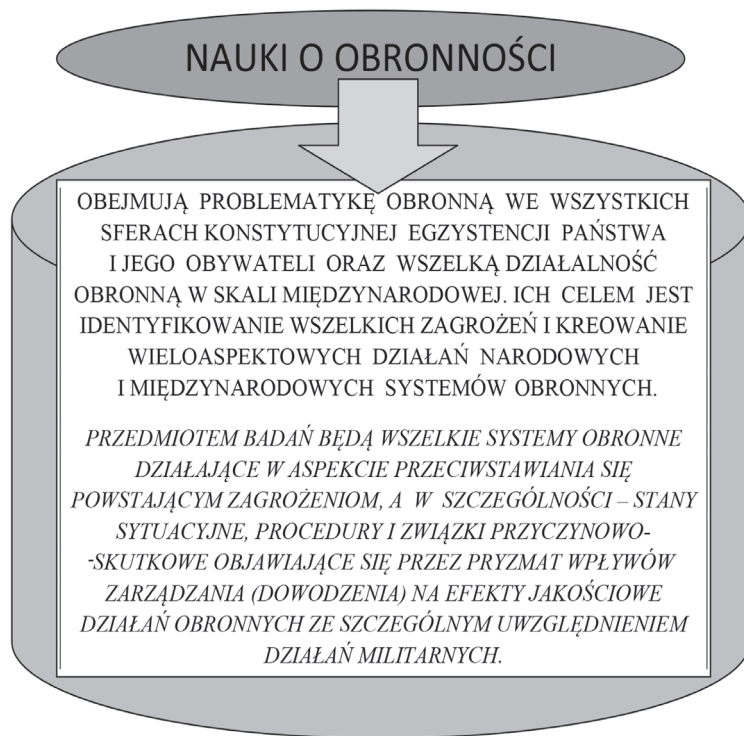 NAUKI O OBRONNOŚCI
OBEJMUJĄ PROBLEMATYKĘ OBRONNĄ WE WSZYSTKICH
SFERACH KONSTYTUCYJNEJ EGZYSTENCJI PAŃSTWA
I JEGO OBYWATELI ORAZ WSZELKĄ DZIAŁALNOŚĆ
OBRONNĄ W SKALI MIĘDZYNARODOWEJ. ICH CELEM JEST
IDENTYFIKOWANIE WSZELKICH ZAGROŻEŃ I KREOWANIE
WIELOASPEKTOWYCH DZIAŁAŃ NARODOWYCH
I MIĘDZYNARODOWYCH SYSTEMÓW OBRONNYCH.
PRZEDMIOTEM BADAŃ BĘDĄ WSZELKIE SYSTEMY OBRONNE
DZIAŁAJĄCE W ASPEKCIE PRZECIWSTAWIANIA SIĘ
POWSTAJĄCYM ZAGROŻENIOM, A W SZCZEGÓLNOŚCI – STANY
SYTUACYJNE, PROCEDURY I ZWIĄZKI PRZYCZYNOWO-
-SKUTKOWE OBJAWIAJĄCE SIĘ PRZEZ PRYZMAT WPŁYWÓW
ZARZĄDZANIA (DOWODZENIA) NA EFEKTY JAKOŚCIOWE
DZIAŁAŃ OBRONNYCH ZE SZCZEGÓLNYM UWZGLĘDNIENIEM
DZIAŁAŃ MILITARNYCH.